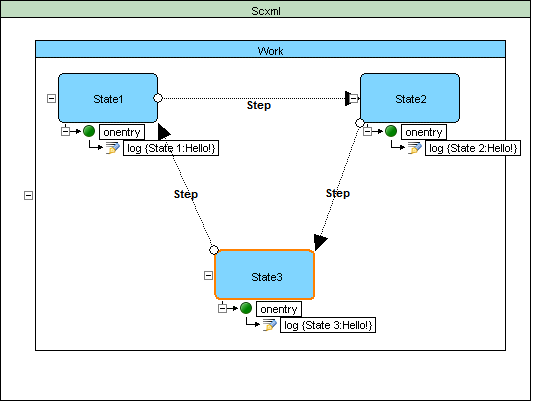 Scxml
Work
State1
State2
Step
onentry
onentry
log {State 1:Hello!}
log {State 2:Hello!}
Step
Step
State3
onentry
log {State 3:Hello!}